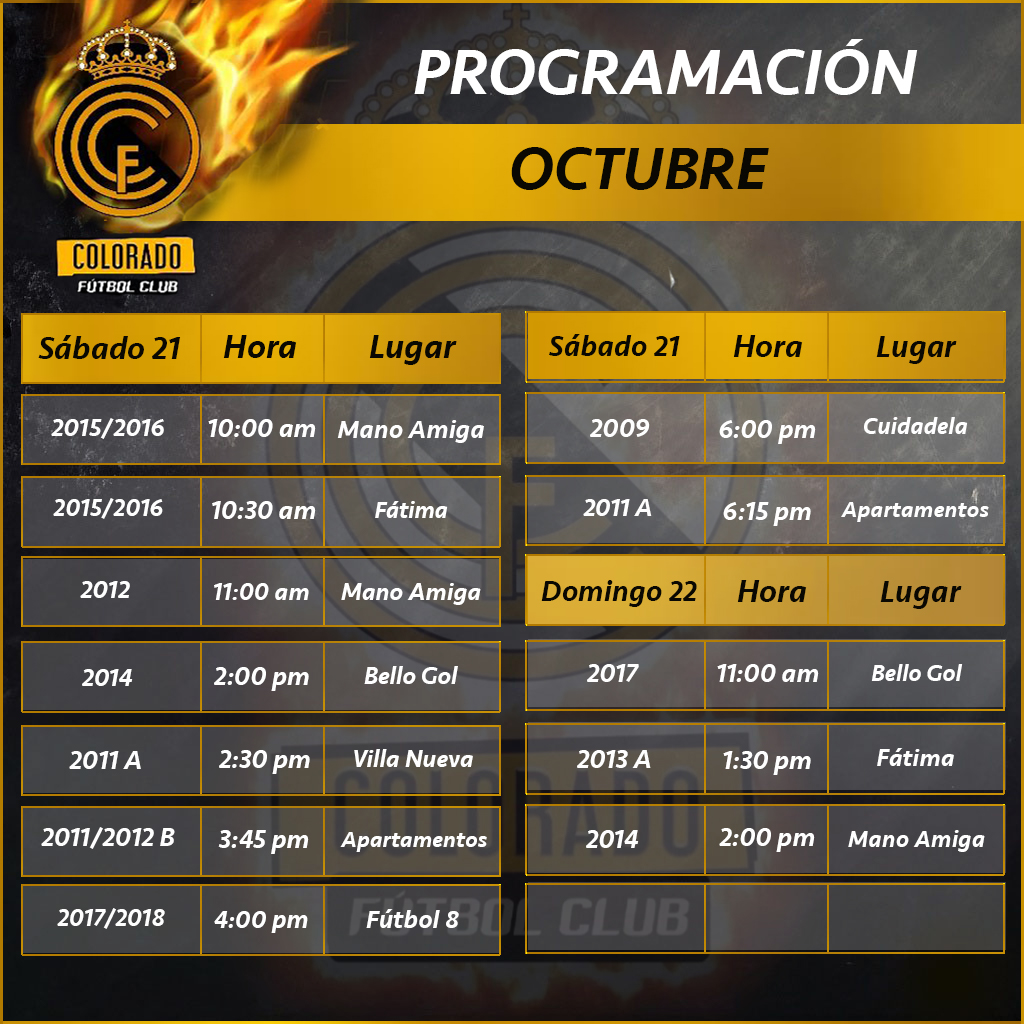 PROGRAMACIÓN
OCTUBRE
COLORADO
FÚTBOL CLUB
Sábado 21 Hora Lugar
2015/2016 10:00 am Mano Amiga
2015/2016 10:30 am Fátima
2012 11:00 am Mano Amiga
2014 2:00 pm Bello Gol
2011 A 2:30 pm Villa Nueva
2011/2012 B 3:45 pm Apartamentos
2017/2018 4:00 pm Fútbol 8
Sábado 21 Hora Lugar
2009 6:00 pm Cuidadela
2011 A 6:15 pm Apartamentos
Domingo 22 Hora Lugar
2017 11:00 am Bello Gol
2013 A 1:30 pm Fátima
2014 2:00 pm Mano Amiga
COLORADO
FÚTBOL CLUB